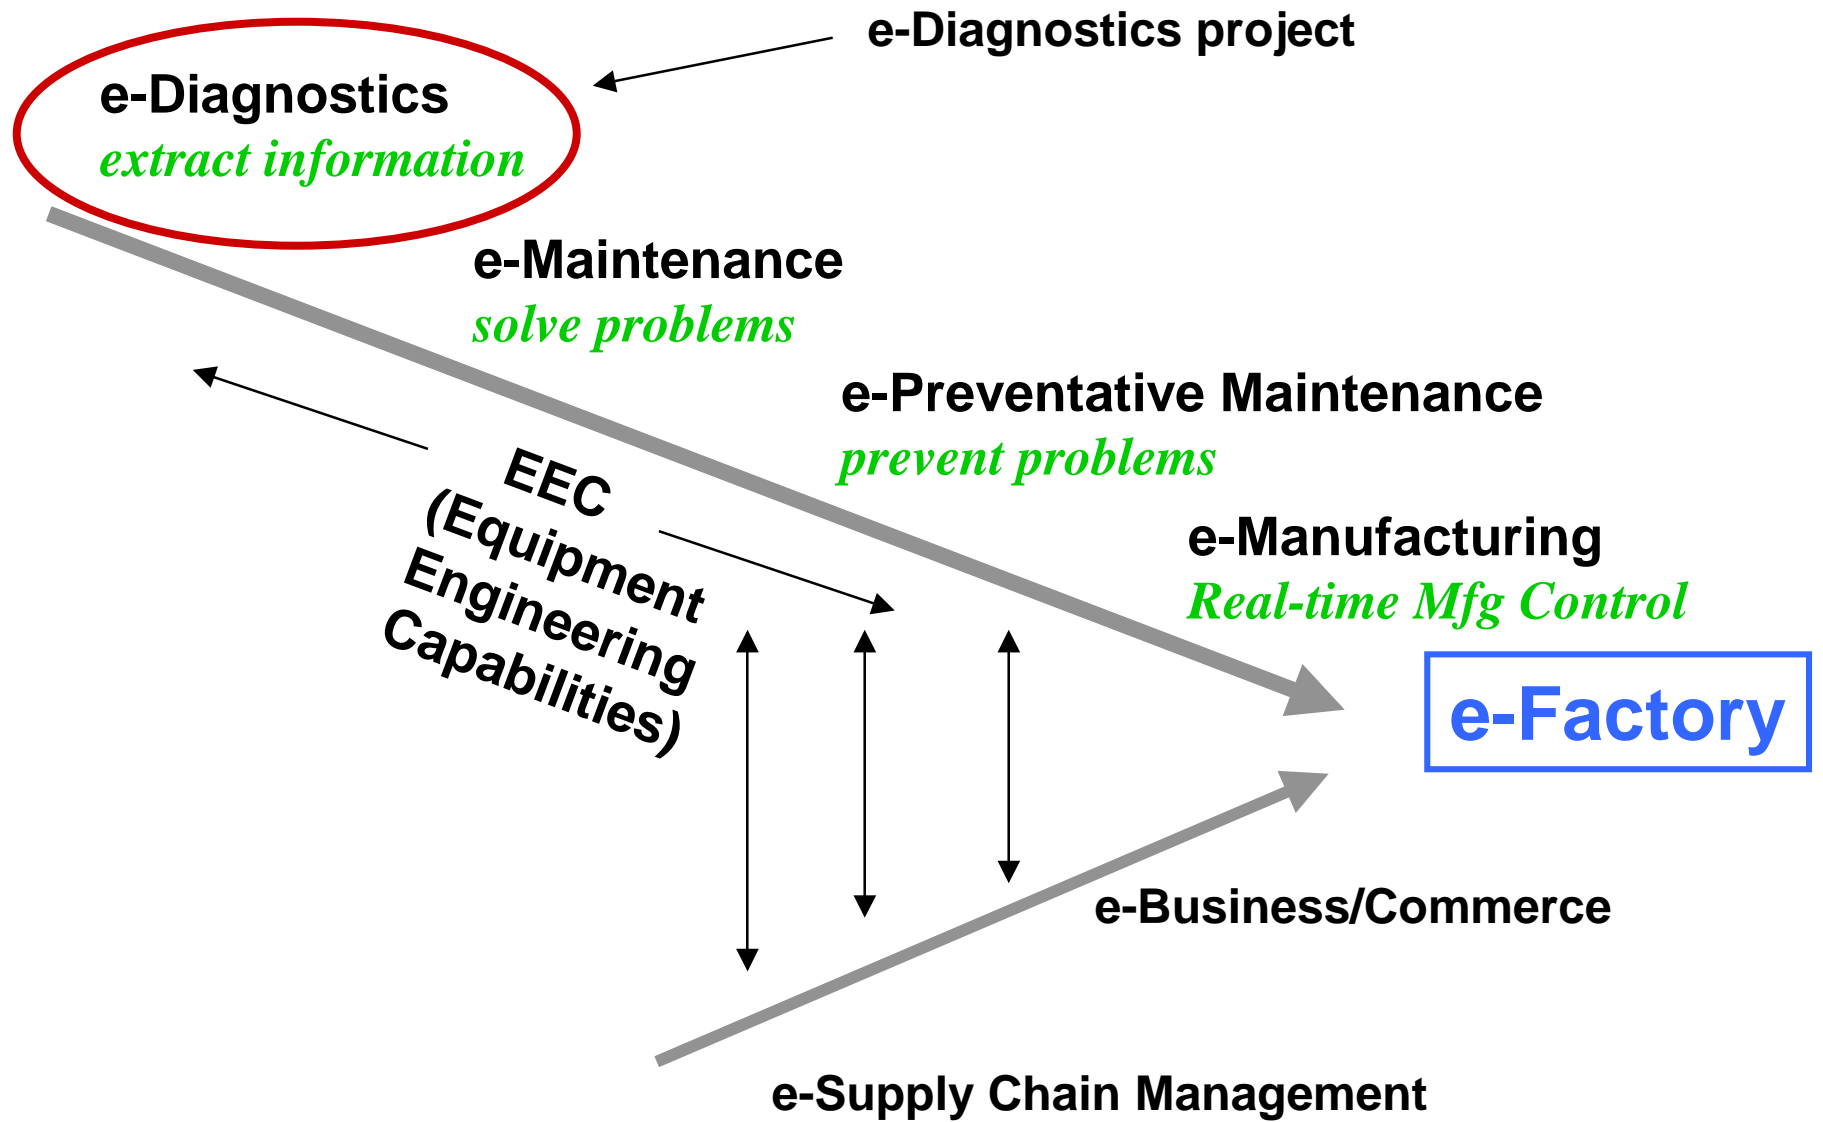 e-Diagnostics project
e-Diagnostics
extract information
e-Maintenance
solve problems
e-Preventative Maintenance
prevent problems
EEC
(Equipment
Engineering
Capabilities)
e-Manufacturing
Real-time Mfg Control
e-Factory
e-Business/Commerce
e-Supply Chain Management